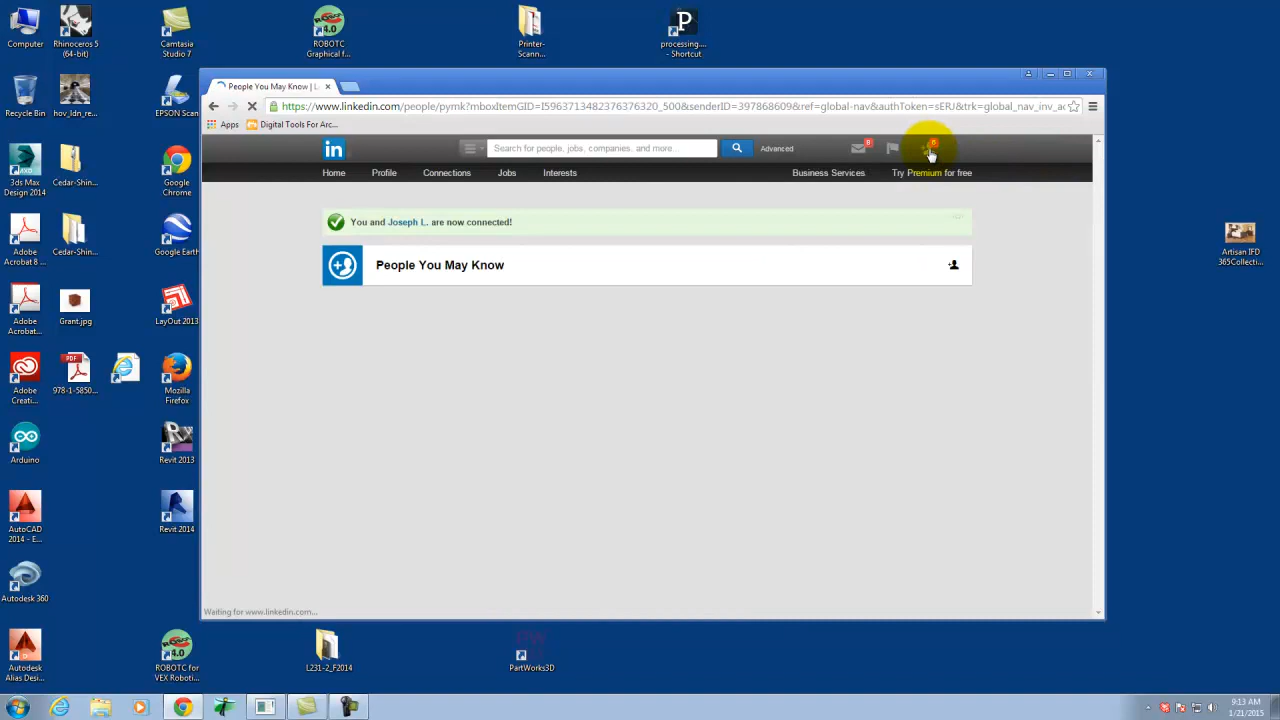 Computer
Rhinoceros 5
(64-bit)
Camtasia
Studio 7
ROBOTC
Graphical f...
Printer-
Scann...
P
processing....
- Shortcut
People You May Know | L
https://www.linkedin.com/people/pymk?mboxItemGID=I5963713482376376320_500&senderID=397868609&ref=global-nav&authToken=sERJ&trk=global_nav_inv_ac
Apps
Digital Tools For Arc...
Recycle Bin
hov_ldn_re...
EPSON Scan
in
Search for people, jobs, companies, and more...
Advanced
8
6
Home
Profile
Connections
Jobs
Interests
Business Services
Try Premium for free
3ds Max
Design 2014
Cedar-Shin...
Google
Chrome
You and Joseph L. are now connected!
People You May Know
Adobe
Acrobat 8 ...
Cedar-Shin...
Google Earth
Artisan IFD
365Collecti...
Adobe
Acrobat...
Grant.jpg
LayOut 2013
PDF
Adobe
Creati...
978-1-5850...
Mozilla
Firefox
Arduino
Revit 2013
AutoCAD
2014 - E...
Revit 2014
Autodesk 360
Waiting for www.linkedin.com...
Autodesk
Alias Desi...
4.0
ROBOTC for
VEX Roboti...
L231-2_F2014
PW
PartWorks3D
9:13 AM
1/21/2015